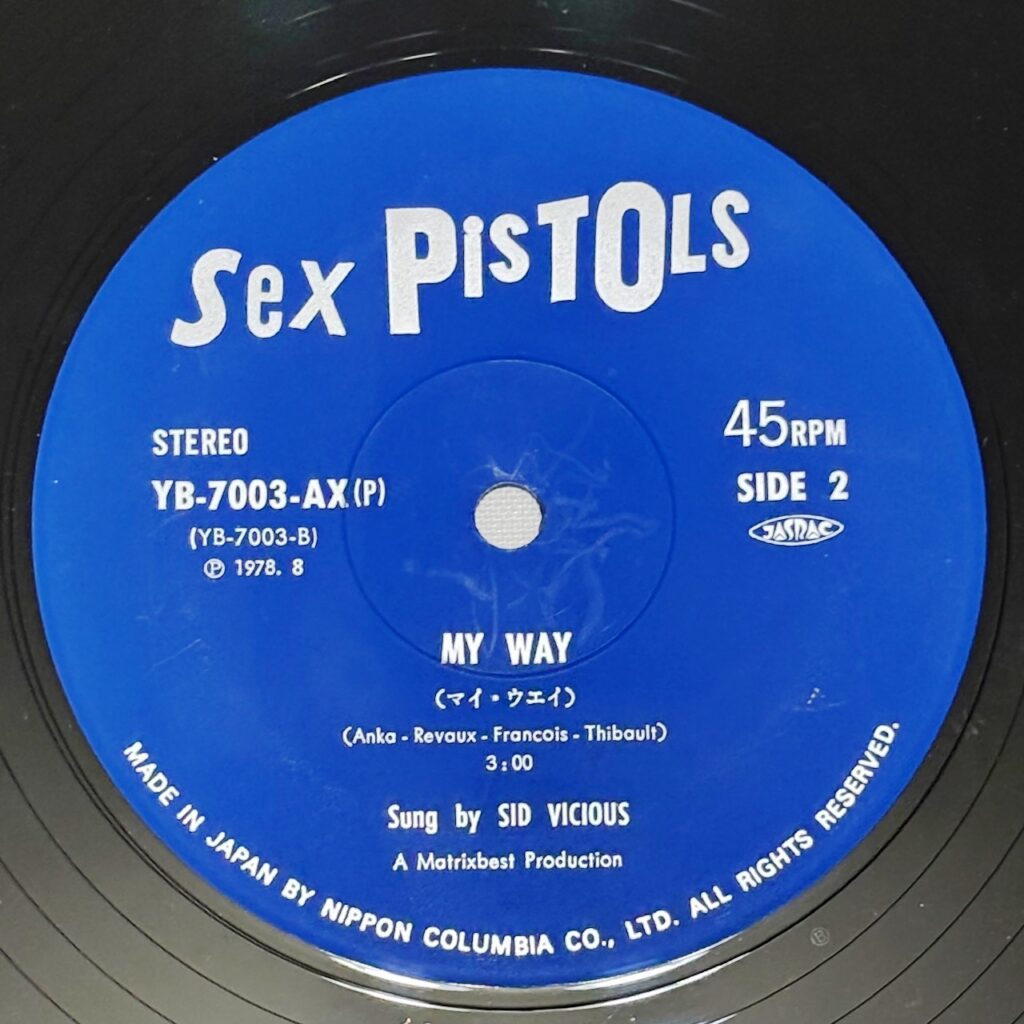 Sex PiSTOLS
STEREO
YB-7003-AX(P)
(YB-7003-B)
Ⓟ 1978. 8
45RPM
SIDE 2
JASRAC
MY WAY
(マイ・ウエイ)
(Anka - Revaux - Francois - Thibault)
3:00
Sung by SID VICIOUS
A Matrixbest Production
MADE IN JAPAN BY NIPPON COLUMBIA CO., LTD. ALL RIGHTS RESERVED.
Ⓑ